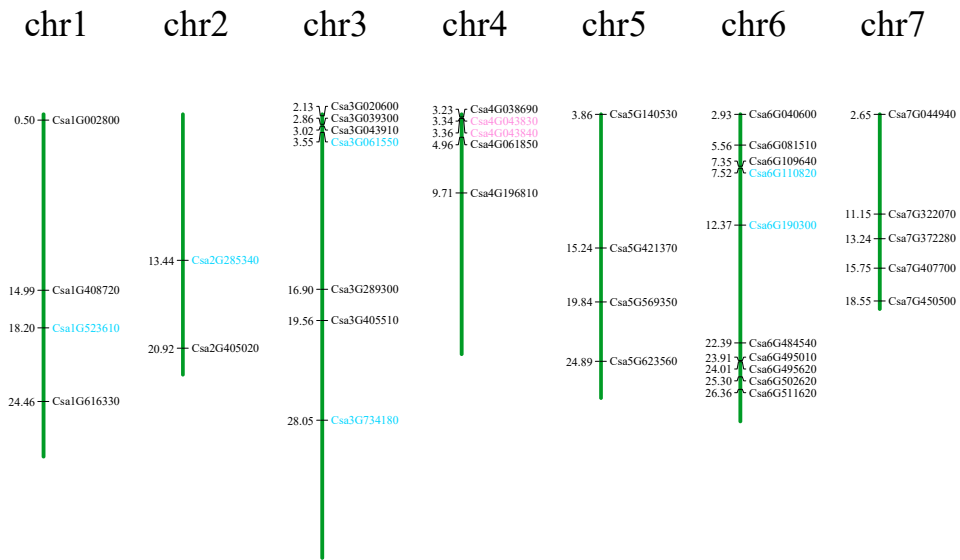 chr1 chr2 chr3 chr4 chr5 chr6 chr7
0.50 Csa1G002800
14.99 Csa1G408720
18.20 Csa1G523610
24.46 Csa1G616330
13.44 Csa2G285340
20.92 Csa2G405020
2.13 Csa3G020600
2.86 Csa3G039300
3.02 Csa3G043910
3.55 Csa3G061550
16.90 Csa3G289300
19.56 Csa3G405510
28.05 Csa3G734180
3.23 Csa4G038690
3.34 Csa4G043830
3.36 Csa4G043840
4.96 Csa4G061850
9.71 Csa4G196810
3.86 Csa5G140530
15.24 Csa5G421370
19.84 Csa5G569350
24.89 Csa5G623560
2.93 Csa6G040600
5.56 Csa6G081510
7.35 Csa6G109640
7.52 Csa6G110820
12.37 Csa6G190300
22.39 Csa6G484540
23.91 Csa6G495010
24.01 Csa6G495620
25.30 Csa6G502620
26.36 Csa6G511620
2.65 Csa7G044940
11.15 Csa7G322070
13.24 Csa7G372280
15.75 Csa7G407700
18.55 Csa7G450500